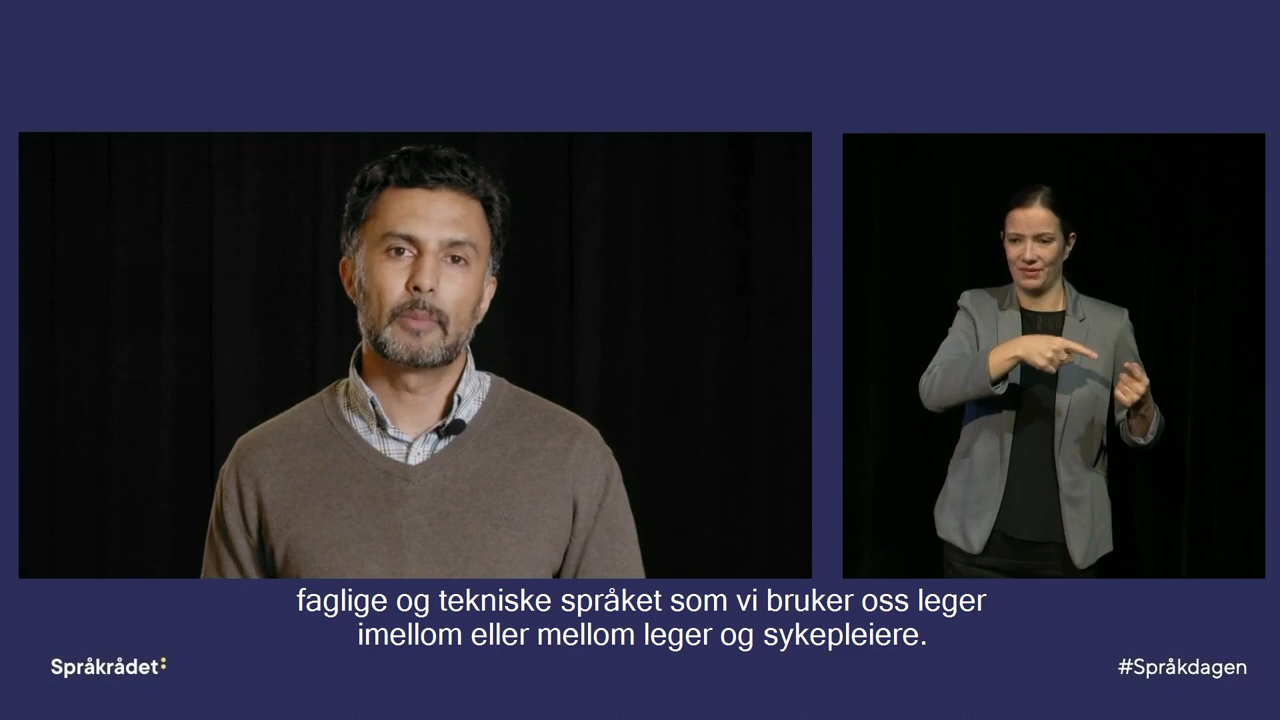 faglige og tekniske språket som vi bruker oss leger
imellom eller mellom leger og sykepleiere.
Språkrådet:
#Språkdagen